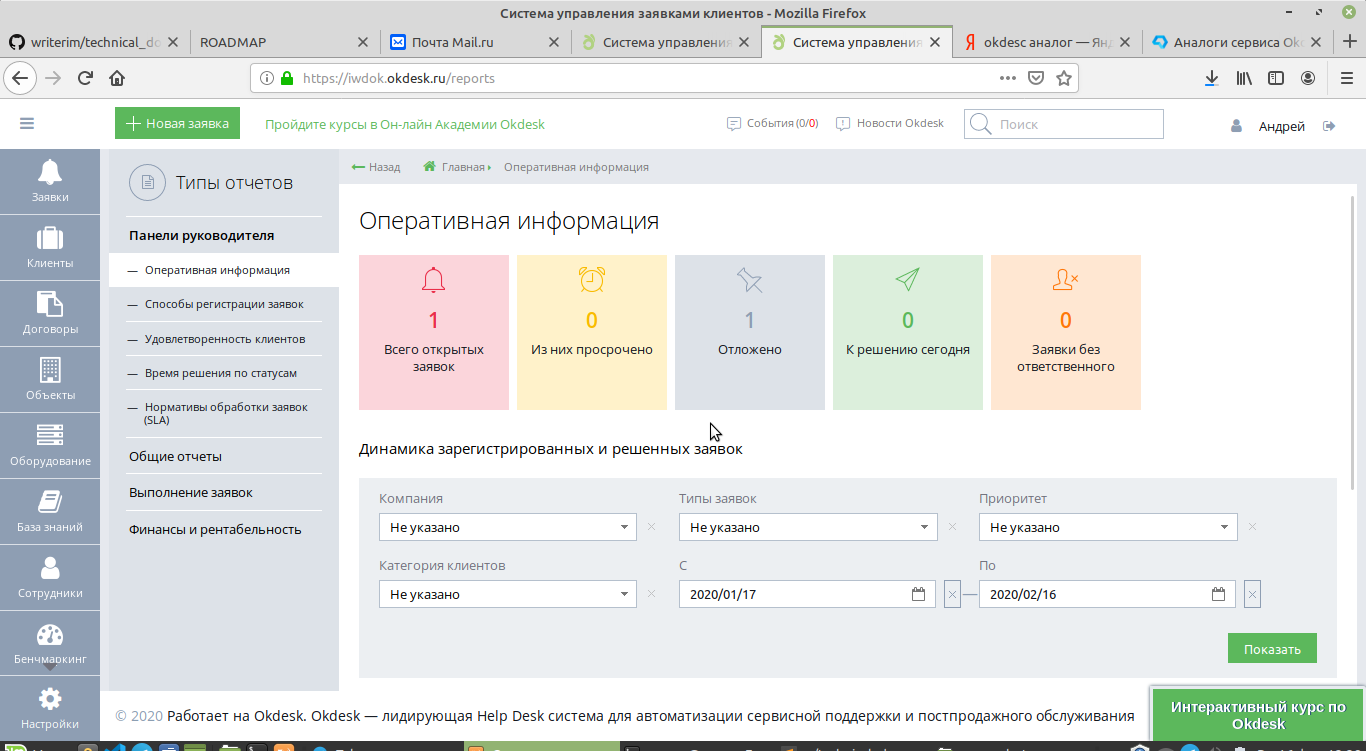 Система управления заявками клиентов - Mozilla Firefox
writerim/technical_do
ROADMAP
Почта Mail.ru
Система управления
Система управления
okdesc аналог — Янд
Аналоги сервиса Okd
https://iwdok.okdesk.ru/reports
Новая заявка
Пройдите курсы в Он-лайн Академии Okdesk
События (0/0)
Новости Okdesk
Поиск
Андрей
Заявки
Клиенты
Договоры
Объекты
Оборудование
База знаний
Сотрудники
Бенчмаркинг
Настройки
Типы отчетов
Панели руководителя
— Оперативная информация
— Способы регистрации заявок
— Удовлетворенность клиентов
— Время решения по статусам
— Нормативы обработки заявок
(SLA)
Общие отчеты
Выполнение заявок
Финансы и рентабельность
Назад
Главная
Оперативная информация
Оперативная информация
1
Всего открытых
заявок
0
Из них просрочено
1
Отложено
0
К решению сегодня
0
Заявки без
ответственного
Динамика зарегистрированных и решенных заявок
Компания
Типы заявок
Приоритет
Не указано
Не указано
Не указано
Категория клиентов
С
По
Не указано
2020/01/17
—
2020/02/16
Показать
© 2020 Работает на Okdesk. Okdesk — лидирующая Help Desk система для автоматизации сервисной поддержки и постпродажного обслуживания
Интерактивный курс по
Okdesk